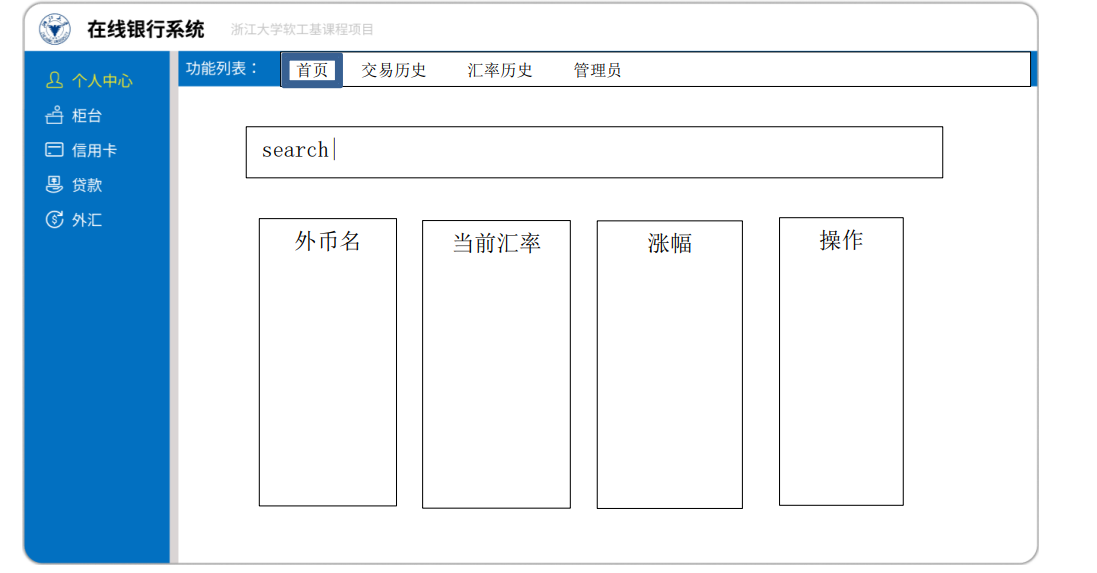 在线银行系统 浙江大学软工基课程项目
功能列表： 首页 交易历史 汇率历史 管理员
个人中心
柜台
信用卡
贷款
外汇
search
外币名 当前汇率 涨幅 操作